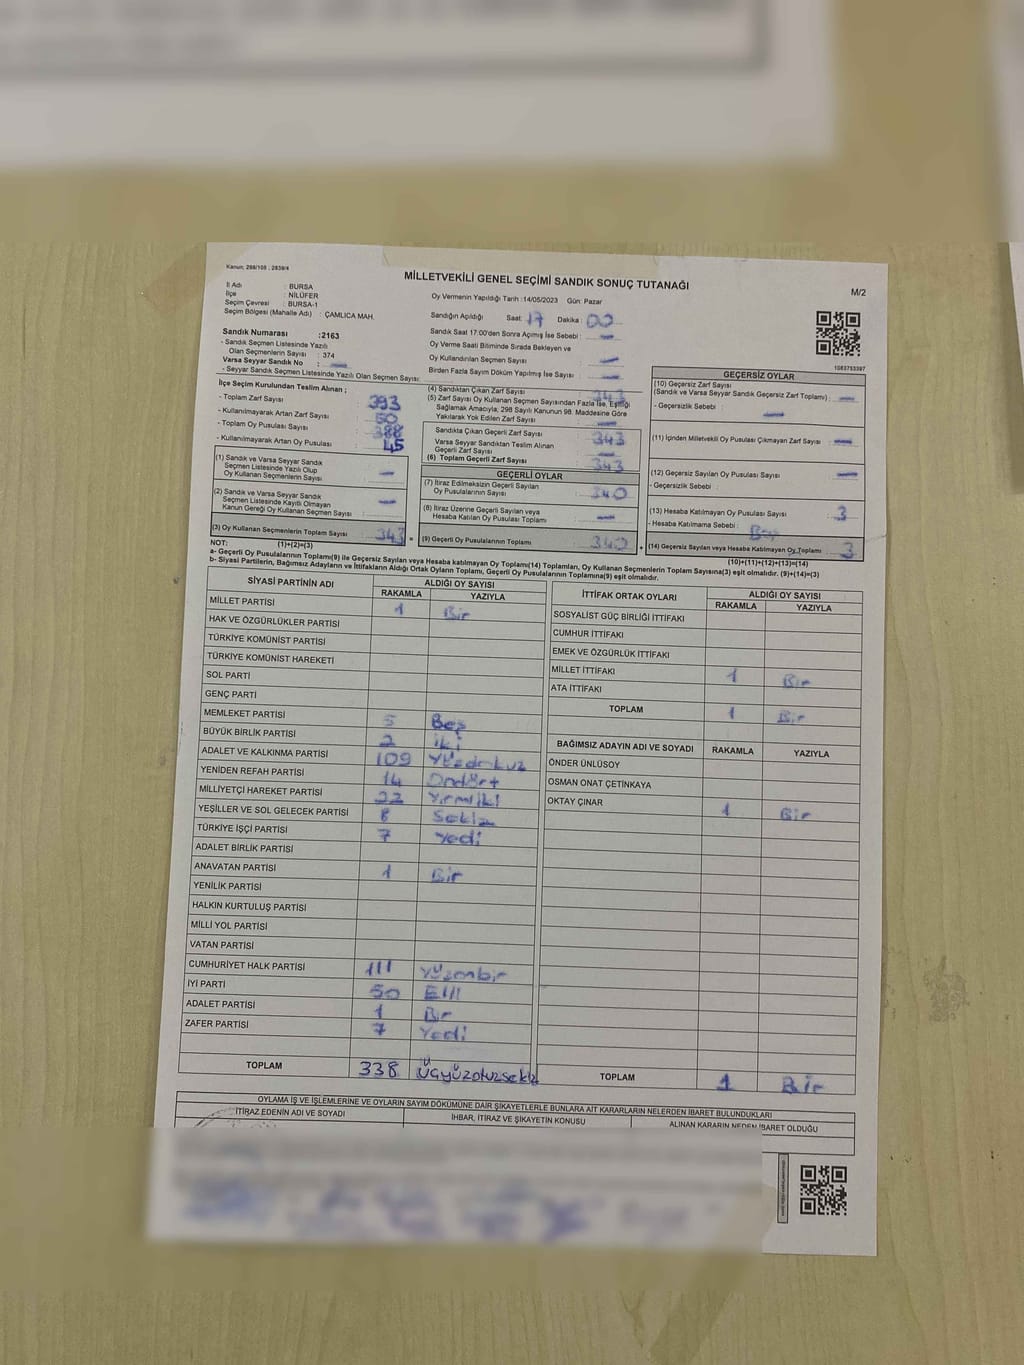 Kanun: 298/105 ; 2839/4
MİLLETVEKİLİ GENEL SEÇİMİ SANDIK SONUÇ TUTANAĞI
M/2
İl Adı : BURSA
İlçe : NİLÜFER
Seçim Çevresi : BURSA-1
Seçim Bölgesi (Mahalle Adı) : ÇAMLICA MAH.
Oy Vermenin Yapıldığı Tarih :14/05/2023 Gün: Pazar
Sandığın Açıldığı Saat: 17 Dakika : 00
Sandık Numarası :2163
- Sandık Seçmen Listesinde Yazılı
Olan Seçmenlerin Sayısı : 374
Varsa Seyyar Sandık No : —
- Seyyar Sandık Seçmen Listesinde Yazılı Olan Seçmen Sayısı:
Sandık Saat 17:00'den Sonra Açılmış İse Sebebi : —
Oy Verme Saati Bitiminde Sırada Bekleyen ve
Oy Kullandırılan Seçmen Sayısı : —
Birden Fazla Sayım Döküm Yapılmış İse Sayısı : —
1083753397
İlçe Seçim Kurulundan Teslim Alınan ;
- Toplam Zarf Sayısı : 393
- Kullanılmayarak Artan Zarf Sayısı : 50
- Toplam Oy Pusulası Sayısı : 388
- Kullanılmayarak Artan Oy Pusulası : 45
(1) Sandık ve Varsa Seyyar Sandık
Seçmen Listesinde Yazılı Olup
Oy Kullanan Seçmenlerin Sayısı : —
(2) Sandık ve Varsa Seyyar Sandık
Seçmen Listesinde Kayıtlı Olmayan
Kanun Gereği Oy Kullanan Seçmen Sayısı : —
(3) Oy Kullanan Seçmenlerin Toplam Sayısı : 343 =
(4) Sandıktan Çıkan Zarf Sayısı : 343
(5) Zarf Sayısı Oy Kullanan Seçmen Sayısından Fazla İse, Eşitliği
Sağlamak Amacıyla, 298 Sayılı Kanunun 98. Maddesine Göre
Yakılarak Yok Edilen Zarf Sayısı : —
Sandıkta Çıkan Geçerli Zarf Sayısı : 343
Varsa Seyyar Sandıktan Teslim Alınan
Geçerli Zarf Sayısı : —
(6) Toplam Geçerli Zarf Sayısı : 343
GEÇERLİ OYLAR
(7) İtiraz Edilmeksizin Geçerli Sayılan
Oy Pusulalarının Sayısı : 340
(8) İtiraz Üzerine Geçerli Sayılan veya
Hesaba Katılan Oy Pusulası Toplamı : —
(9) Geçerli Oy Pusulalarının Toplamı : 340 +
GEÇERSİZ OYLAR
(10) Geçersiz Zarf Sayısı
(Sandık ve Varsa Seyyar Sandık Geçersiz Zarf Toplamı) : —
- Geçersizlik Sebebi : —
(11) İçinden Milletvekili Oy Pusulası Çıkmayan Zarf Sayısı : —
(12) Geçersiz Sayılan Oy Pusulası Sayısı : —
- Geçersizlik Sebebi :
(13) Hesaba Katılmayan Oy Pusulası Sayısı : 3
- Hesaba Katılmama Sebebi : Boş
(14) Geçersiz Sayılan veya Hesaba Katılmayan Oy Toplamı : 3
NOT: (1)+(2)=(3) (10)+(11)+(12)+(13)=(14)
a- Geçerli Oy Pusulalarının Toplamı(9) ile Geçersiz Sayılan veya Hesaba Katılmayan Oy Toplamı(14) Toplamları, Oy Kullanan Seçmenlerin Toplam Sayısına(3) eşit olmalıdır. (9)+(14)=(3)
b- Siyasi Partilerin, Bağımsız Adayların ve İttifakların Aldığı Ortak Oyların Toplamı, Geçerli Oy Pusulalarının Toplamına(9) eşit olmalıdır.
SİYASİ PARTİNİN ADI ALDIĞI OY SAYISI
RAKAMLA YAZIYLA
MİLLET PARTİSİ 1 Bir
HAK VE ÖZGÜRLÜKLER PARTİSİ
TÜRKİYE KOMÜNİST PARTİSİ
TÜRKİYE KOMÜNİST HAREKETİ
SOL PARTİ
GENÇ PARTİ
MEMLEKET PARTİSİ 5 Beş
BÜYÜK BİRLİK PARTİSİ 2 iki
ADALET VE KALKINMA PARTİSİ 109 Yüzdokuz
YENİDEN REFAH PARTİSİ 14 Ondört
MİLLİYETÇİ HAREKET PARTİSİ 22 Yirmiiki
YEŞİLLER VE SOL GELECEK PARTİSİ 8 Sekiz
TÜRKİYE İŞÇİ PARTİSİ 7 Yedi
ADALET BİRLİK PARTİSİ
ANAVATAN PARTİSİ 1 Bir
YENİLİK PARTİSİ
HALKIN KURTULUŞ PARTİSİ
MİLLİ YOL PARTİSİ
VATAN PARTİSİ
CUMHURİYET HALK PARTİSİ 111 Yüzonbir
İYİ PARTİ 50 Elli
ADALET PARTİSİ 1 Bir
ZAFER PARTİSİ 7 Yedi
TOPLAM 338 Üçyüzotuzsekiz
İTTİFAK ORTAK OYLARI ALDIĞI OY SAYISI
RAKAMLA YAZIYLA
SOSYALİST GÜÇ BİRLİĞİ İTTİFAKI
CUMHUR İTTİFAKI
EMEK VE ÖZGÜRLÜK İTTİFAKI
MİLLET İTTİFAKI 1 Bir
ATA İTTİFAKI
TOPLAM 1 Bir
BAĞIMSIZ ADAYIN ADI VE SOYADI RAKAMLA YAZIYLA
ÖNDER ÜNLÜSOY
OSMAN ONAT ÇETİNKAYA
OKTAY ÇINAR 1 Bir
TOPLAM 1 Bir
OYLAMA İŞ VE İŞLEMLERİNE VE OYLARIN SAYIM DÖKÜMÜNE DAİR ŞİKAYETLERLE BUNLARA AİT KARARLARIN NELERDEN İBARET BULUNDUKLARI
İTİRAZ EDENİN ADI VE SOYADI İHBAR, İTİRAZ VE ŞİKAYETİN KONUSU ALINAN KARARIN NEDEN İBARET OLDUĞU